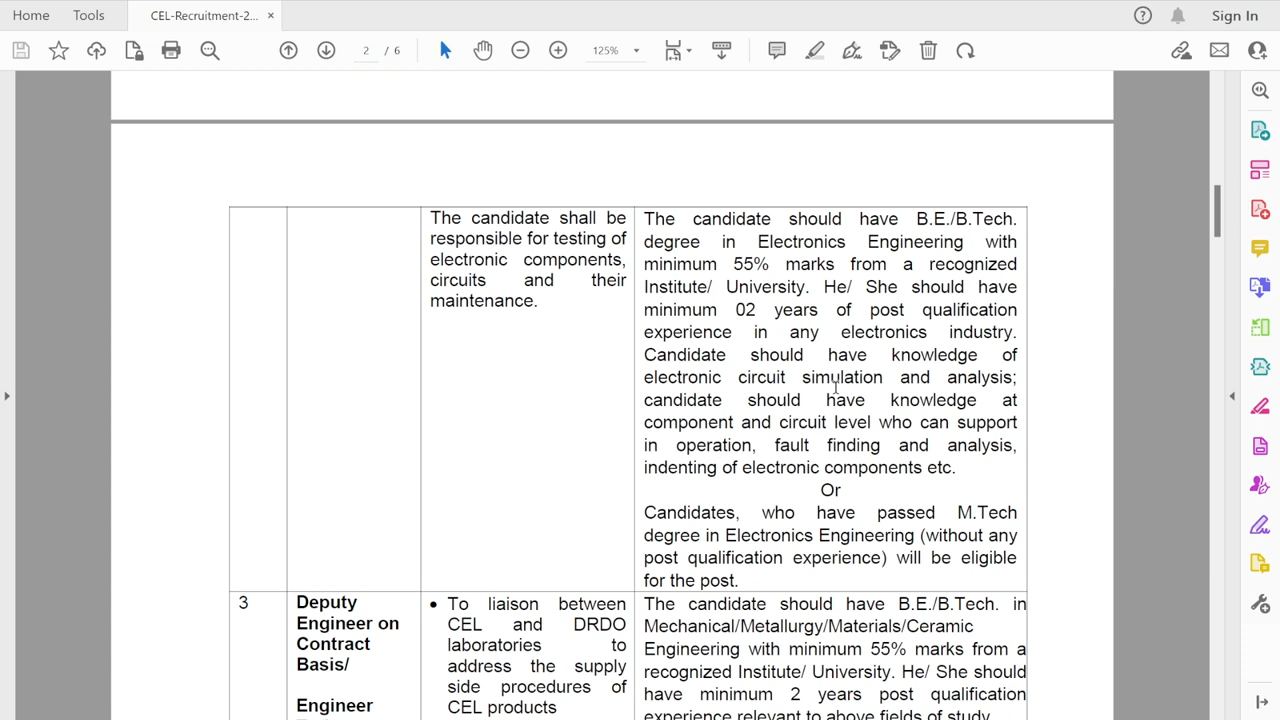 Home Tools CEL-Recruitment-2... × Sign In
2 / 6 125%
The candidate shall be
responsible for testing of
electronic components,
circuits and their
maintenance.
The candidate should have B.E./B.Tech.
degree in Electronics Engineering with
minimum 55% marks from a recognized
Institute/ University. He/ She should have
minimum 02 years of post qualification
experience in any electronics industry.
Candidate should have knowledge of
electronic circuit simulation and analysis;
candidate should have knowledge at
component and circuit level who can support
in operation, fault finding and analysis,
indenting of electronic components etc.
Or
Candidates, who have passed M.Tech
degree in Electronics Engineering (without any
post qualification experience) will be eligible
for the post.
3
Deputy
Engineer on
Contract
Basis/
Engineer
• To liaison between
CEL and DRDO
laboratories to
address the supply
side procedures of
CEL products
The candidate should have B.E./B.Tech. in
Mechanical/Metallurgy/Materials/Ceramic
Engineering with minimum 55% marks from a
recognized Institute/ University. He/ She should
have minimum 2 years post qualification
experience relevant to above fields of study